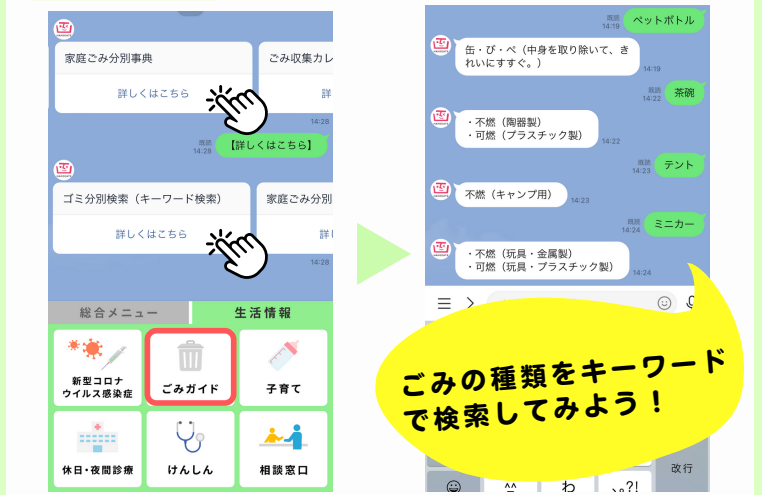 家庭ごみ分別事典
詳しくはこちら
ごみ収集カレ
詳
14:28
既読
14:28
【詳しくはこちら】
ゴミ分別検索（キーワード検索）
詳しくはこちら
家庭ごみ分別
詳
14:28
総合メニュー
生活情報
新型コロナ
ウイルス感染症
ごみガイド
子育て
休日・夜間診療
けんしん
相談窓口
既読
14:19
ペットボトル
缶・び・ペ（中身を取り除いて、き
れいにすすぐ。）
14:19
既読
14:22
茶碗
・不燃（陶器製）
・可燃（プラスチック製）
14:22
既読
14:23
テント
不燃（キャンプ用）
14:23
既読
14:24
ミニカー
・不燃（玩具・金属製）
・可燃（玩具・プラスチック製）
14:24
ごみの種類をキーワード
で検索してみよう！
改行
^^
わ
、。?!